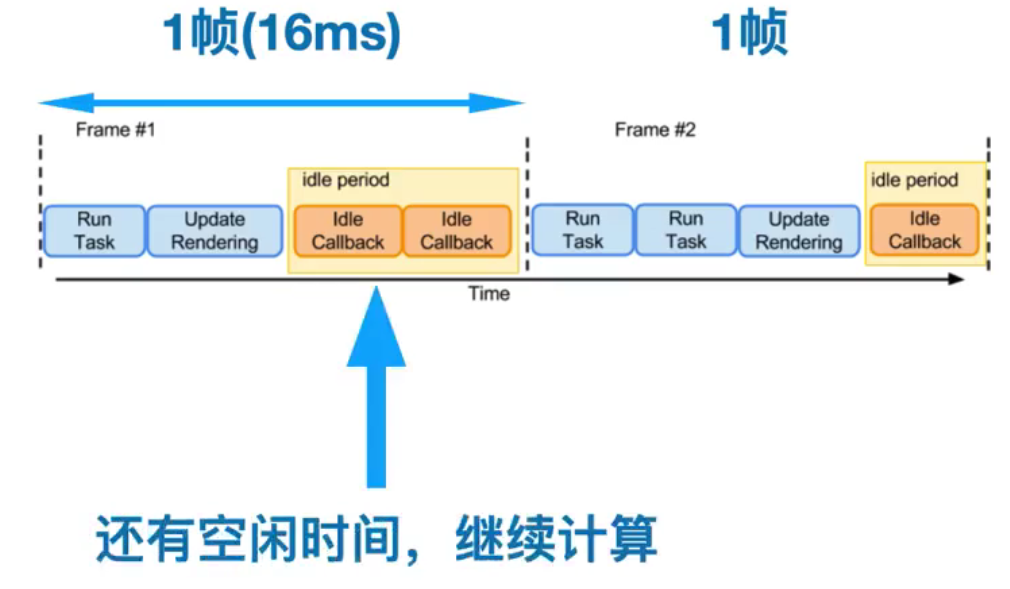 1帧(16ms)
1帧
Frame #1
Frame #2
idle period
idle period
Run
Task
Update
Rendering
Idle
Callback
Idle
Callback
Run
Task
Run
Task
Update
Rendering
Idle
Callback
Time
还有空闲时间，继续计算